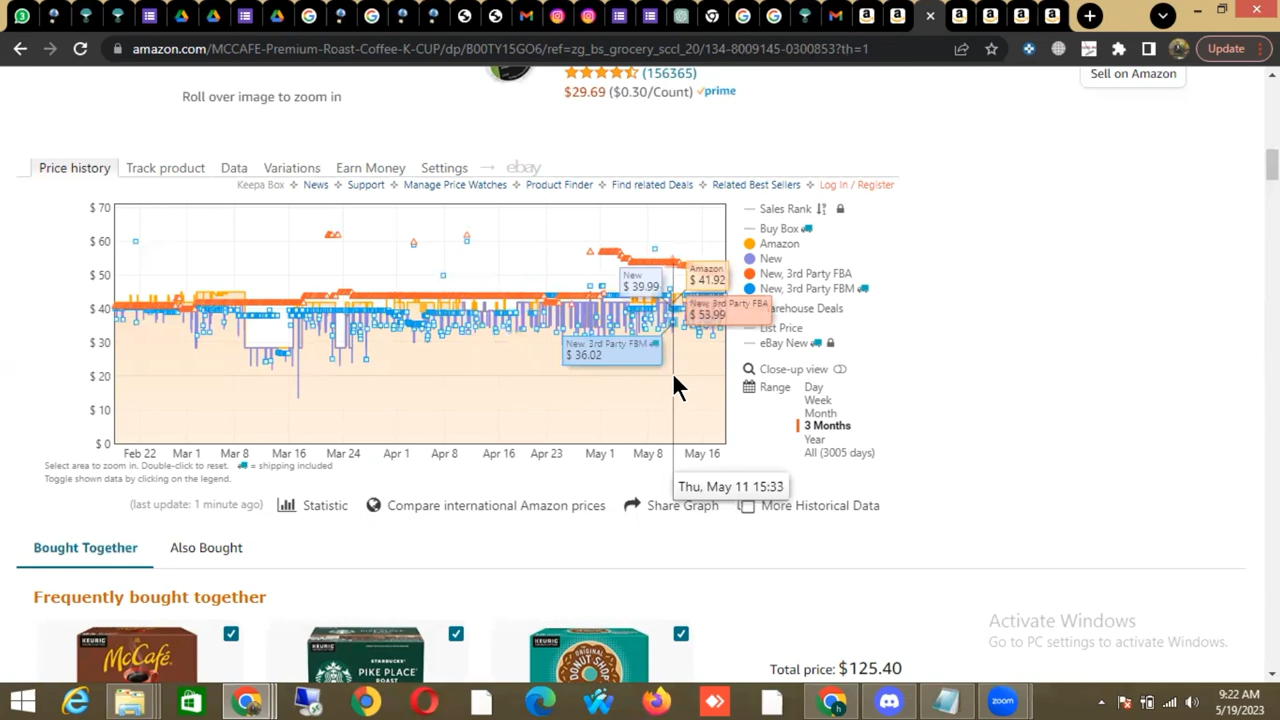 amazon.com/MCCAFE-Premium-Roast-Coffee-K-CUP/dp/B00TY15GO6/ref=zg_bs_grocery_sccl_20/134-8009145-0300853?th=1
Update
Roll over image to zoom in
(156365)
$29.69 ($0.30/Count) prime
Sell on Amazon
Price history Track product Data Variations Earn Money Settings ebay
Keepa Box News Support Manage Price Watches Product Finder Find related Deals Related Best Sellers Log In / Register
$ 70
$ 60
$ 50
$ 40
$ 30
$ 20
$ 10
$ 0
New
$ 39.99
Amazon
$ 41.92
New, 3rd Party FBA
$ 53.99
New, 3rd Party FBM
$ 36.02
Sales Rank
Buy Box
Amazon
New
New, 3rd Party FBA
New, 3rd Party FBM
arehouse Deals
List Price
eBay New
Close-up view
Range
Day
Week
Month
3 Months
Year
All (3005 days)
Feb 22 Mar 1 Mar 8 Mar 16 Mar 24 Apr 1 Apr 8 Apr 16 Apr 23 May 1 May 8 May 16
Select area to zoom in. Double-click to reset. = shipping included
Toggle shown data by clicking on the legend.
Thu, May 11 15:33
(last update: 1 minute ago) Statistic Compare international Amazon prices Share Graph More Historical Data
Bought Together Also Bought
Frequently bought together
KEURIG
McCafé
KEURIG
STARBUCKS
PIKE PLACE
ROAST
KEURIG
ORIGINAL
DONUT SHOP
Total price: $125.40
Activate Windows
Go to PC settings to activate Windows.
zoom
9:22 AM
5/19/2023